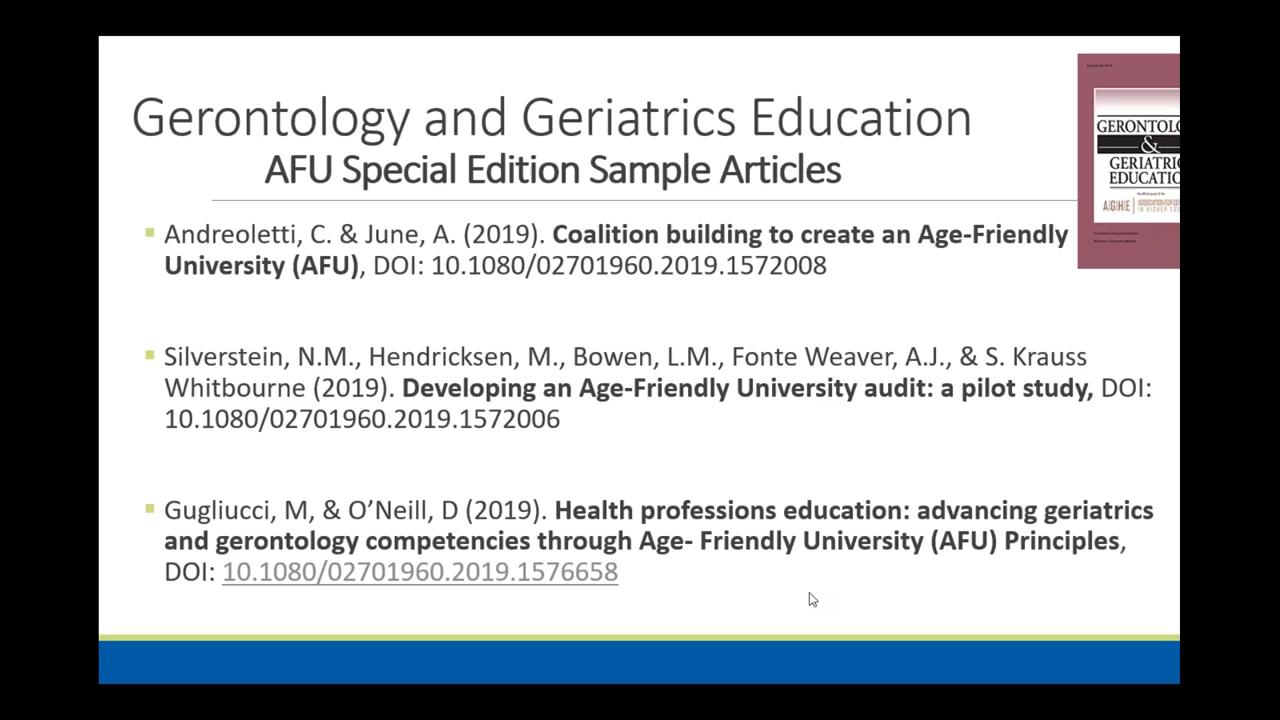 Gerontology and Geriatrics Education
AFU Special Edition Sample Articles
GERONTOLO
&
GERIATRIC
EDUCATIO
AGHE
Andreoletti, C. & June, A. (2019). Coalition building to create an Age-Friendly
University (AFU), DOI: 10.1080/02701960.2019.1572008
Silverstein, N.M., Hendricksen, M., Bowen, L.M., Fonte Weaver, A.J., & S. Krauss
Whitbourne (2019). Developing an Age-Friendly University audit: a pilot study, DOI:
10.1080/02701960.2019.1572006
Gugliucci, M, & O’Neill, D (2019). Health professions education: advancing geriatrics
and gerontology competencies through Age- Friendly University (AFU) Principles,
DOI: 10.1080/02701960.2019.1576658